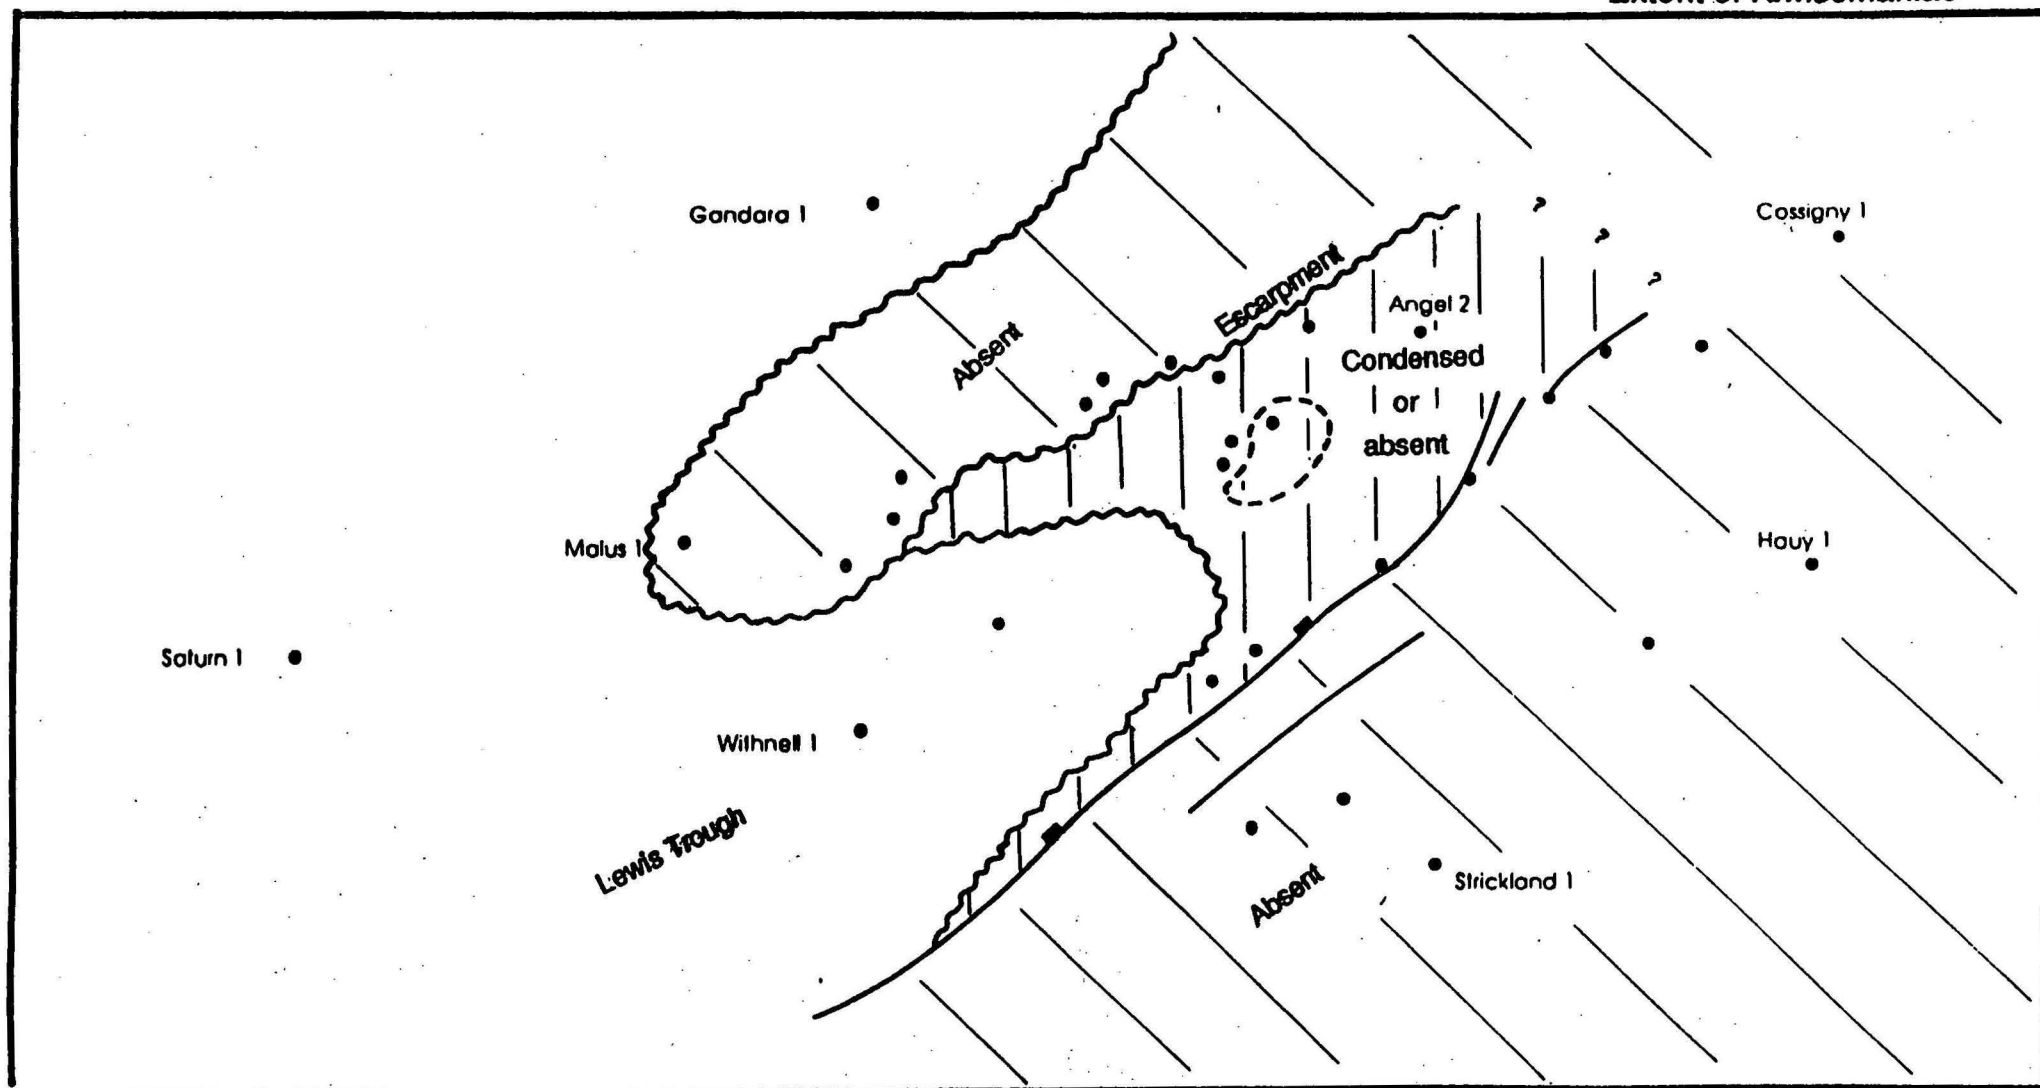 Gandara 1
Cossigny 1
Escarpment
Angel 2
Absent
Condensed
or
absent
Malus 1
Hauy 1
Saturn 1
Withnell 1
Lewis Trough
Absent
Strickland 1
?
?
?